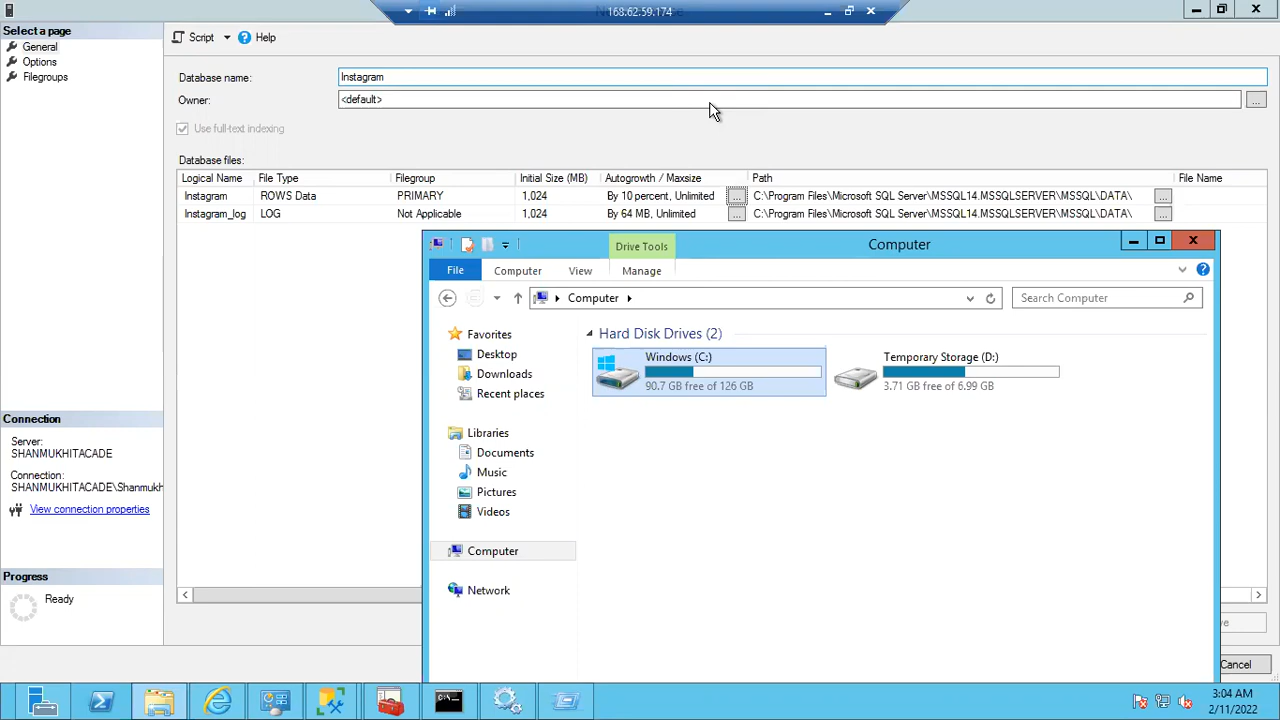 168.62.59.174
Select a page
General
Options
Filegroups
Script
Help
Database name:
Instagram
Owner:
<default>
...
Use full-text indexing
Database files:
Logical Name File Type Filegroup Initial Size (MB) Autogrowth / Maxsize Path File Name
Instagram ROWS Data PRIMARY 1,024 By 10 percent, Unlimited ... C:\Program Files\Microsoft SQL Server\MSSQL14.MSSQLSERVER\MSSQL\DATA\ ...
Instagram_log LOG Not Applicable 1,024 By 64 MB, Unlimited ... C:\Program Files\Microsoft SQL Server\MSSQL14.MSSQLSERVER\MSSQL\DATA\ ...
Drive Tools
Computer
File
Computer
View
Manage
Computer
Search Computer
Favorites
Desktop
Downloads
Recent places
Libraries
Documents
Music
Pictures
Videos
Computer
Network
Hard Disk Drives (2)
Windows (C:)
90.7 GB free of 126 GB
Temporary Storage (D:)
3.71 GB free of 6.99 GB
Connection
Server:
SHANMUKHITACADE
Connection:
SHANMUKHITACADE\Shanmukh
View connection properties
Progress
Ready
Cancel
3:04 AM
2/11/2022